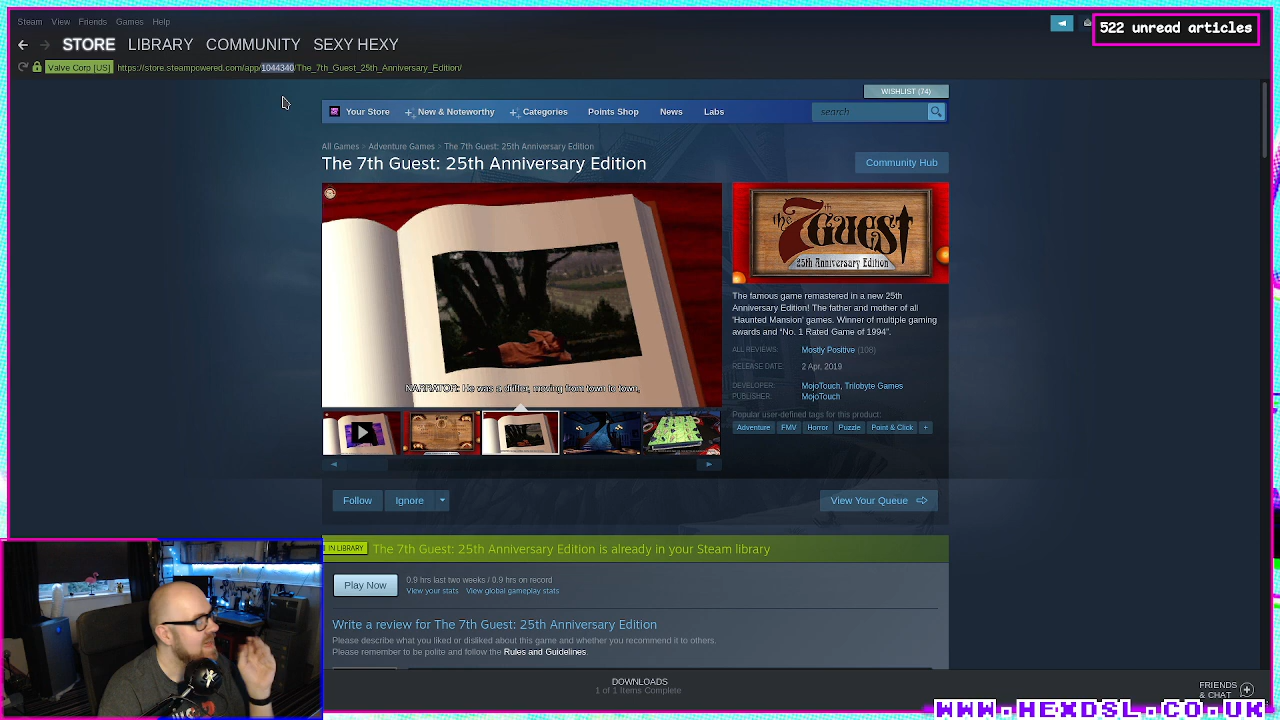 Steam View Friends Games Help
522 unread articles
STORE LIBRARY COMMUNITY SEXY HEX
Valve Corp [US] https://store.steampowered.com/app/1044340/The_7th_Guest_25th_Anniversary_Edition/
WISHLIST (74)
Your Store New & Noteworthy Categories Points Shop News Labs search
All Games > Adventure Games > The 7th Guest: 25th Anniversary Edition
The 7th Guest: 25th Anniversary Edition
Community Hub
the 7th Guest
25th Anniversary Edition
NARRATOR: He was a drifter, moving from town to town,
The famous game remastered in a new 25th
Anniversary Edition! The father and mother of all
'Haunted Mansion' games. Winner of multiple gaming
awards and “No. 1 Rated Game of 1994”.
ALL REVIEWS: Mostly Positive (108)
RELEASE DATE: 2 Apr, 2019
DEVELOPER: MojoTouch, Trilobyte Games
PUBLISHER: MojoTouch
Popular user-defined tags for this product:
Adventure FMV Horror Puzzle Point & Click +
Follow Ignore View Your Queue
IN LIBRARY The 7th Guest: 25th Anniversary Edition is already in your Steam library
Play Now
0.9 hrs last two weeks / 0.9 hrs on record
View your stats View global gameplay stats
Write a review for The 7th Guest: 25th Anniversary Edition
Please describe what you liked or disliked about this game and whether you recommend it to others.
Please remember to be polite and follow the Rules and Guidelines.
DOWNLOADS
1 of 1 Items Complete
FRIENDS
& CHAT
WWW.HEXDSL.CO.UK